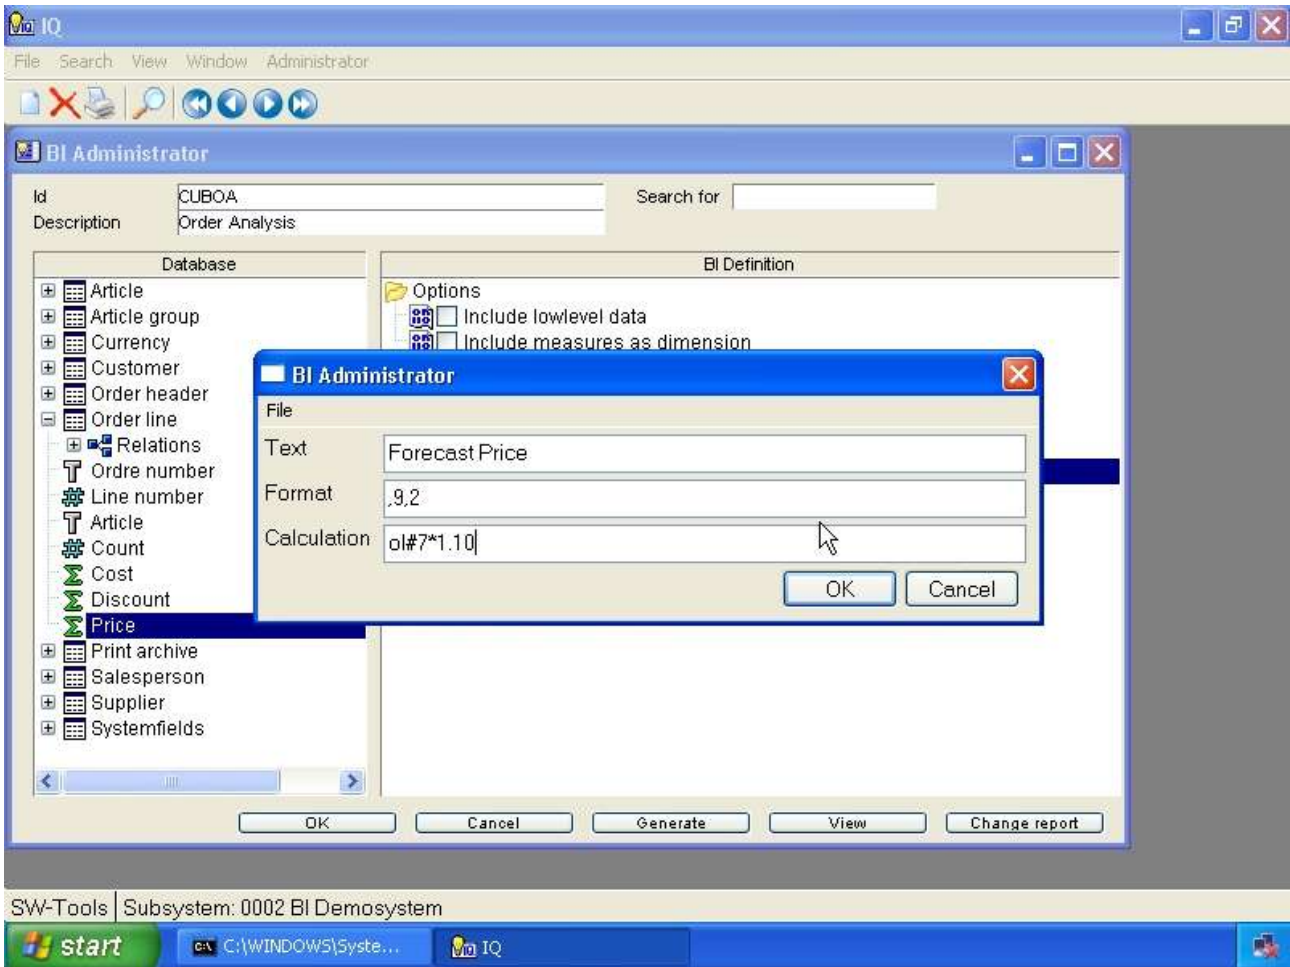 IQ
File Search View Window Administrator
BI Administrator
Id CUBOA Search for
Description Order Analysis
Database BI Definition
Article Options
Article group Include lowlevel data
Currency Include measures as dimension
Customer
Order header
Order line
Relations
Ordre number
Line number
Article
Count
Cost
Discount
Price
Print archive
Salesperson
Supplier
Systemfields
BI Administrator
File
Text Forecast Price
Format ,9,2
Calculation ol#7*1.10
OK Cancel
OK Cancel Generate View Change report
SW-Tools Subsystem: 0002 BI Demosystem
start C:\WINDOWS\Syste... IQ